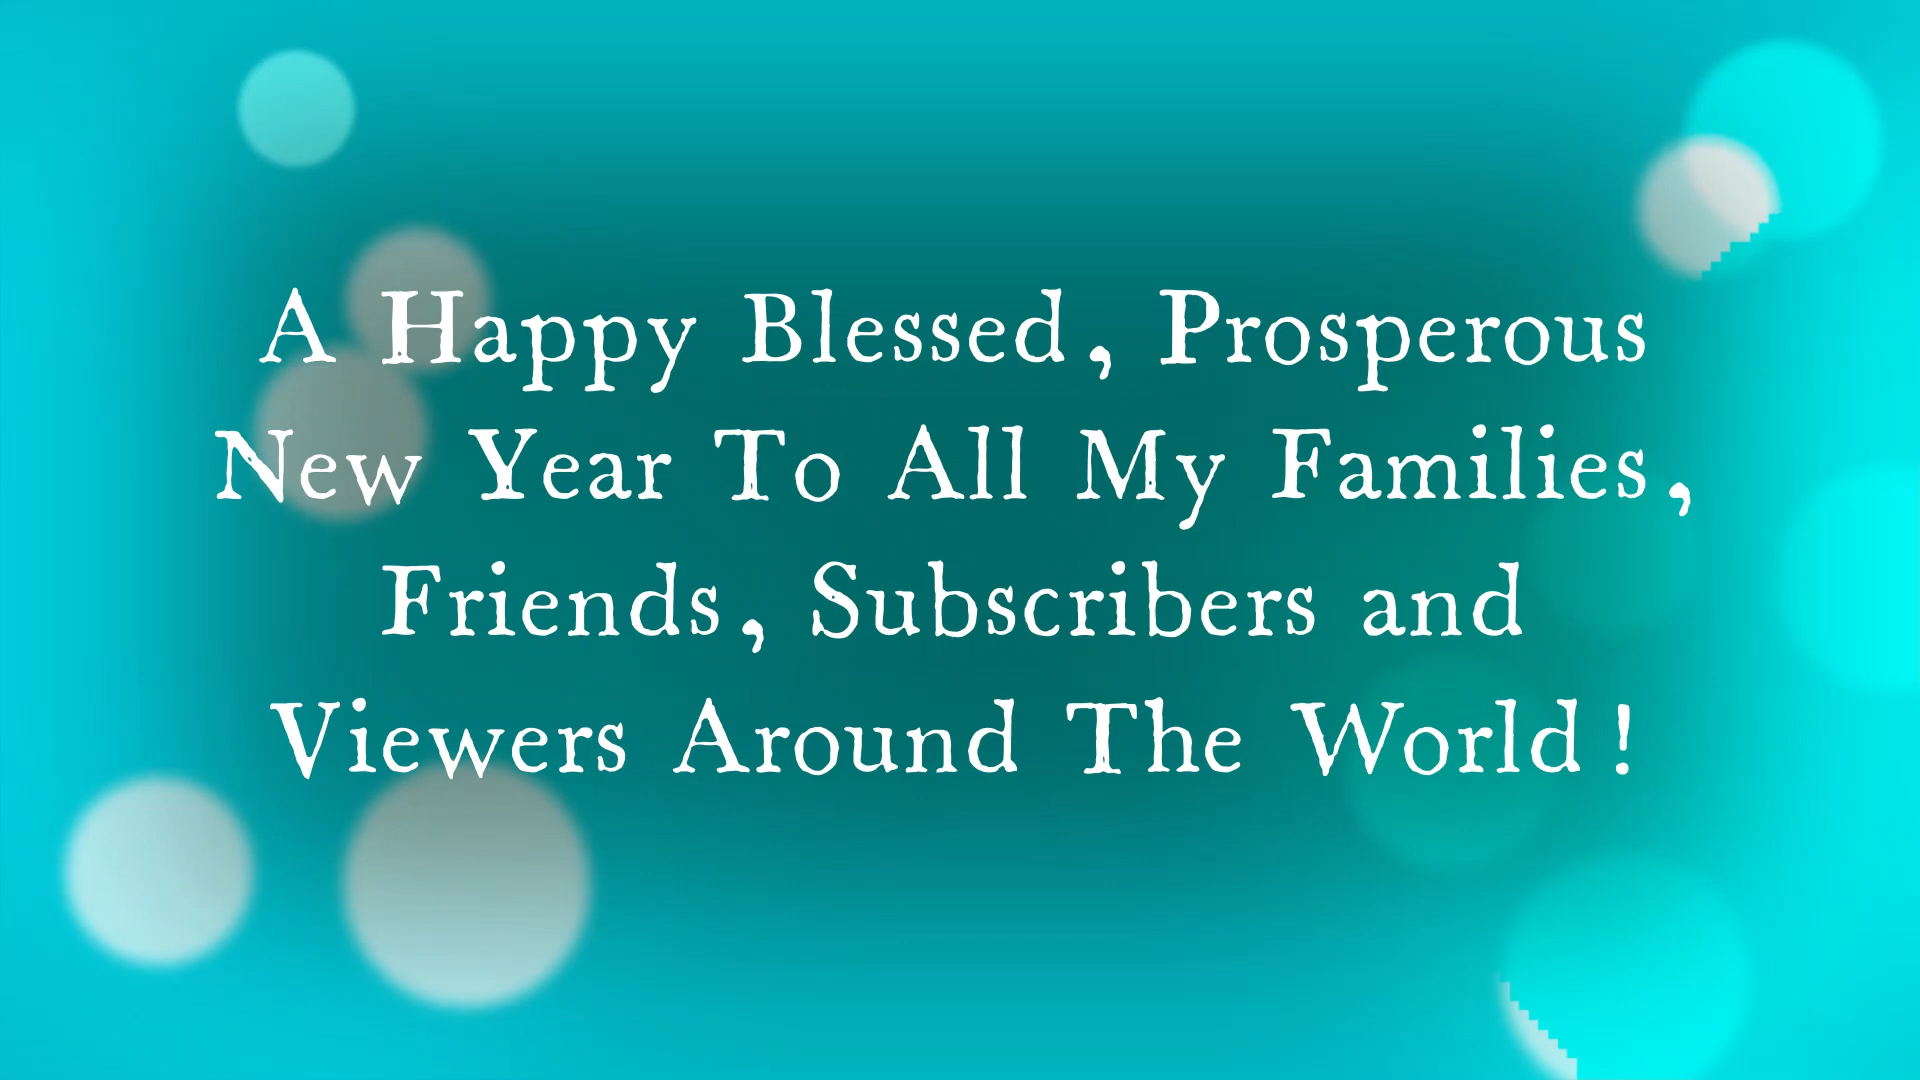 A Happy Blessed, Prosperous
New Year To All My Families,
Friends, Subscribers and
Viewers Around The World!